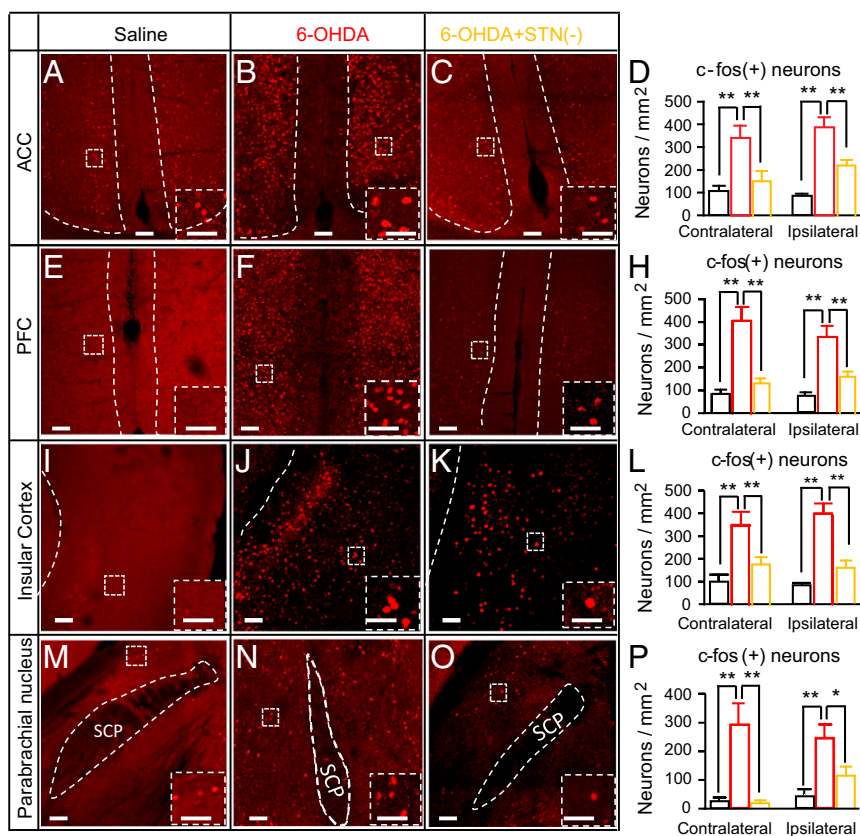 Saline 6-OHDA 6-OHDA+STN(-)
ACC
A B C
D
c-fos(+) neurons
Neurons / mm2
500
400
300
200
100
0
** ** ** **
Contralateral Ipsilateral
PFC
E F
H
c-fos(+) neurons
Neurons / mm2
500
400
300
200
100
0
** ** ** **
Contralateral Ipsilateral
Insular Cortex
I J K
L
c-fos(+) neurons
Neurons / mm2
500
400
300
200
100
0
** ** ** **
Contralateral Ipsilateral
Parabrachial nucleus
M N O
SCP SCP SCP
P
c-fos (+) neurons
Neurons / mm2
400
300
200
100
0
** ** ** *
Contralateral Ipsilateral